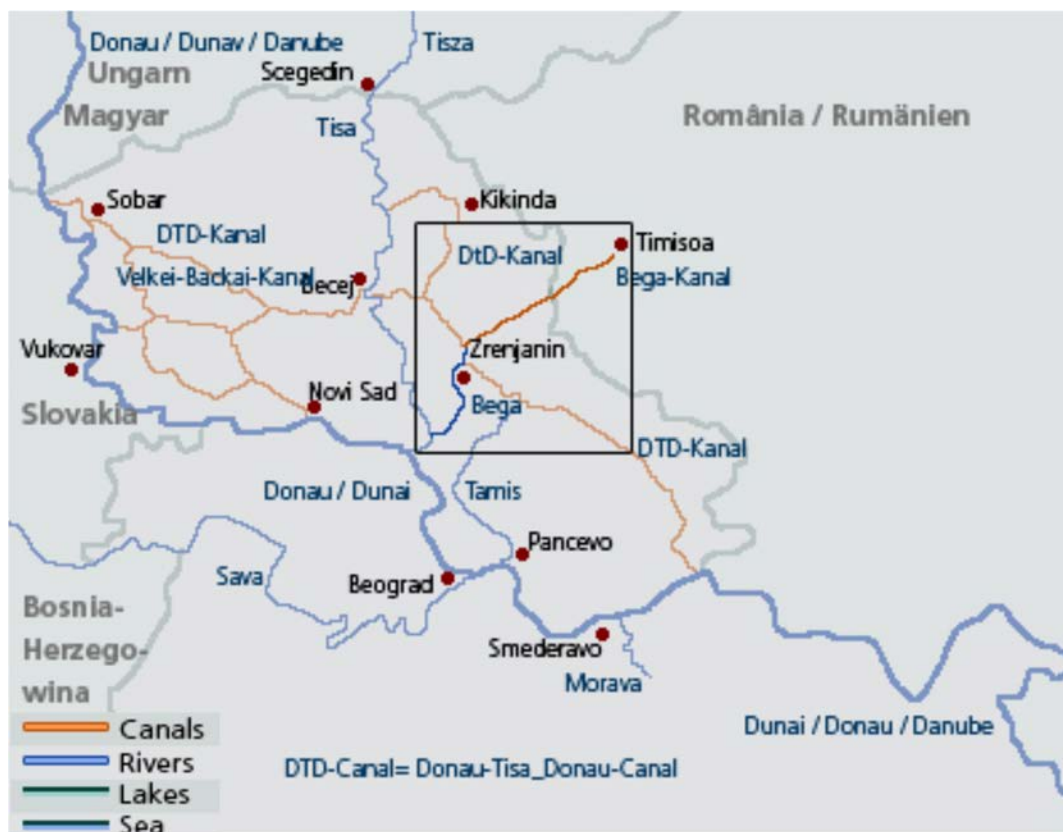 Donau / Dunav / Danube
Tisza
Ungarn
Scegedin
Magyar
Tisa
România / Rumänien
Sobar
Kikinda
DTD-Kanal
DtD-Kanal
Timisoa
Velkei-Backai-Kanal
Becej
Bega-Kanal
Vukovar
Zrenjanin
Novi Sad
Bega
Slovakia
DTD-Kanal
Donau / Dunai
Tamis
Pancevo
Sava
Beograd
Bosnia-
Herzego-
wina
Smederavo
Morava
Dunai / Donau / Danube
Canals
Rivers
DTD-Canal= Donau-Tisa_Donau-Canal
Lakes
Sea